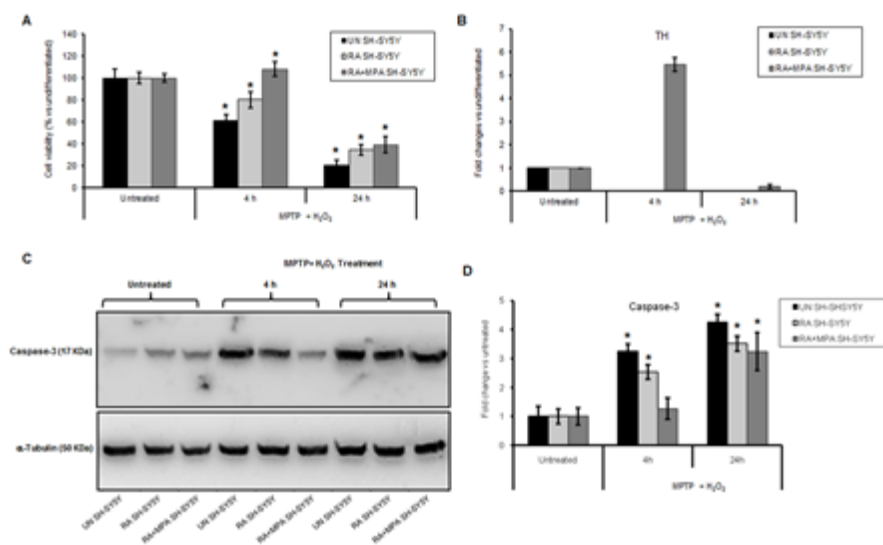 A
UN SH-SY5Y
RA SH-SY5Y
RA+MPA SH-SY5Y
Cell viability (% vs undifferentiated)
140
120
100
80
60
40
20
0
* * * * * *
Untreated
4 h
24 h
MPTP + H₂O₂
B
TH
UN SH-SY5Y
RA SH-SY5Y
RA+MPA SH-SY5Y
Fold changes vs undifferentiated
7
6
5
4
3
2
1
0
Untreated
4 h
24 h
MPTP + H₂O₂
C
MPTP+ H₂O₂ Treatment
Untreated
4 h
24 h
Caspase-3 (17 KDa)
α-Tubulin (50 KDa)
UN SH-SY5Y
RA SH-SY5Y
RA+MPA SH-SY5Y
UN SH-SY5Y
RA SH-SY5Y
RA+MPA SH-SY5Y
UN SH-SY5Y
RA SH-SY5Y
RA+MPA SH-SY5Y
D
Caspase-3
UN SH-SHSY5Y
RA SH-SY5Y
RA+MPA SH-SY5Y
Fold change vs untreated
5
4
3
2
1
0
* * * * *
Untreated
4h
24h
MPTP + H₂O₂